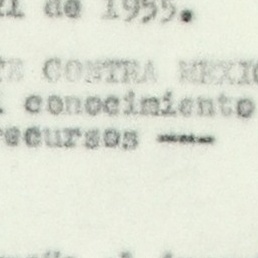 de 1955.
CONTRA MEXIC
conocimiento
recursos ----